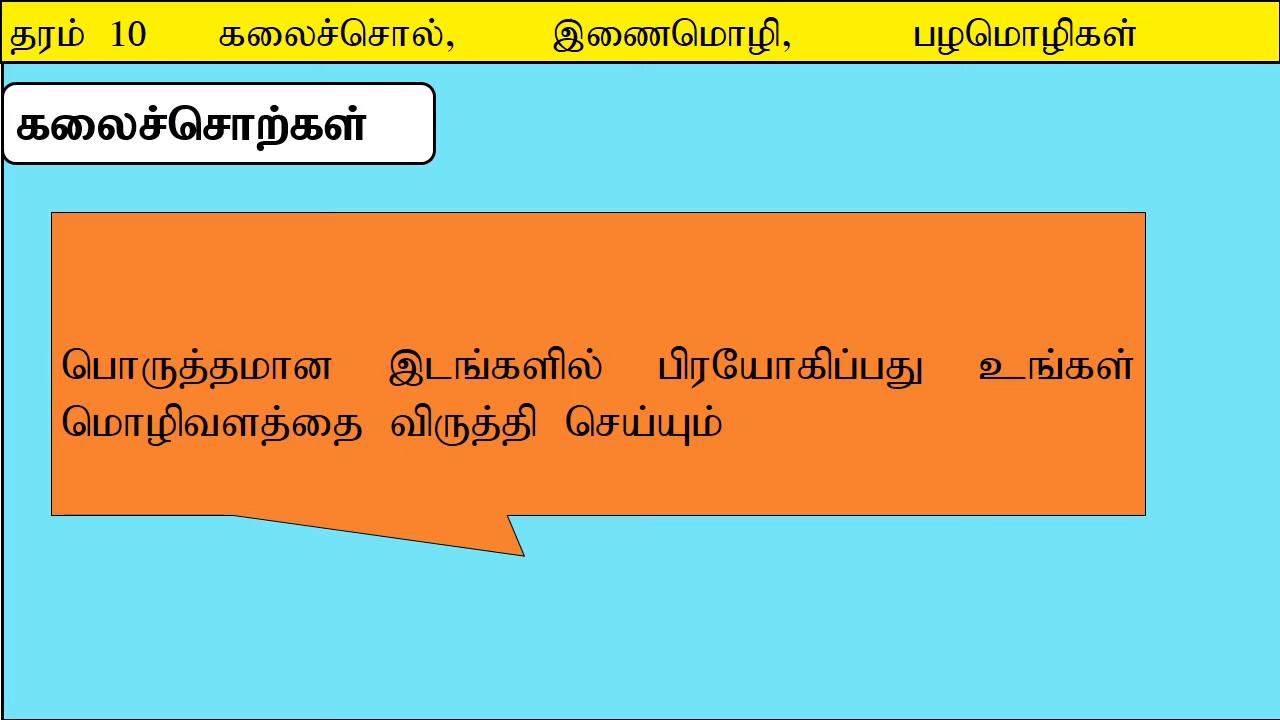 தரம் 10 கலைச்சொல், இணைமொழி, பழமொழிகள்
கலைச்சொற்கள்
பொருத்தமான இடங்களில் பிரயோகிப்பது உங்கள்
மொழிவளத்தை விருத்தி செய்யும்